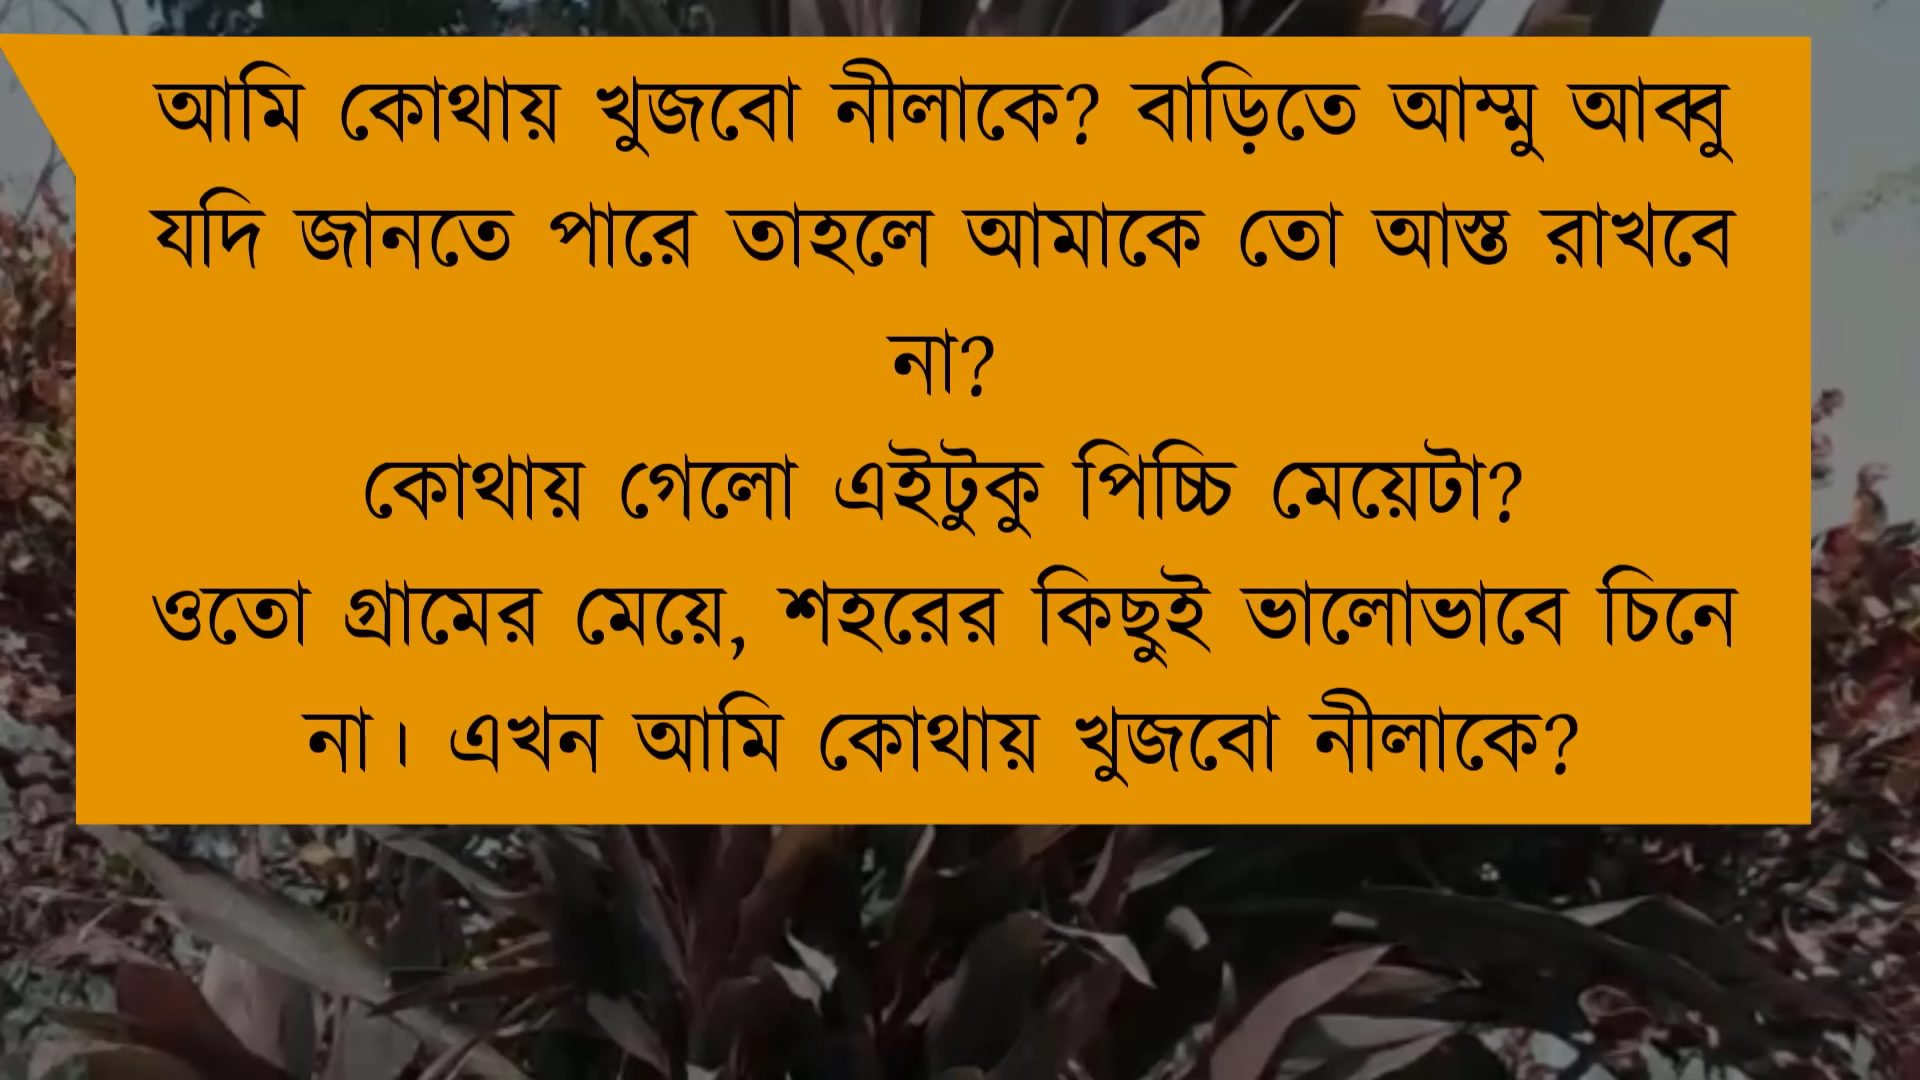 আমি কোথায় খুজবো নীলাকে? বাড়িতে আম্মু আব্বু
যদি জানতে পারে তাহলে আমাকে তো আস্ত রাখবে
না?
কোথায় গেলো এইটুকু পিচ্চি মেয়েটা?
ওতো গ্রামের মেয়ে, শহরের কিছুই ভালোভাবে চিনে
না। এখন আমি কোথায় খুজবো নীলাকে?